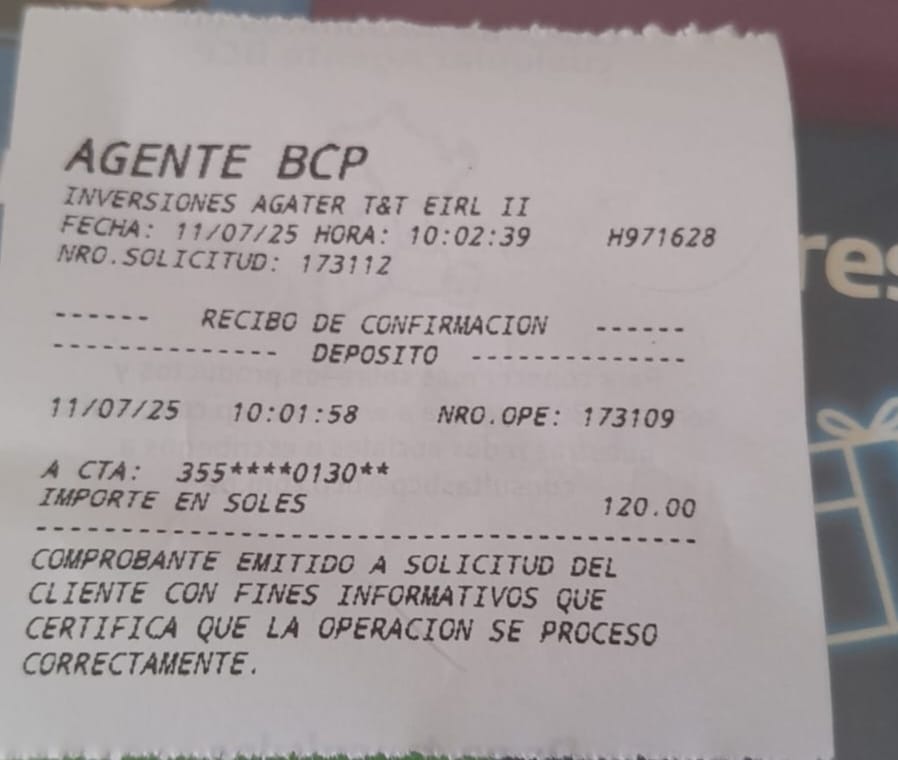 AGENTE BCP
INVERSIONES AGATER T&T EIRL II
FECHA: 11/07/25 HORA: 10:02:39 H971628
NRO.SOLICITUD: 173112
------ RECIBO DE CONFIRMACION ------
-------------- DEPOSITO --------------
11/07/25 10:01:58 NRO.OPE: 173109
A CTA: 355****0130**
IMPORTE EN SOLES 120.00
------------------------------------------
COMPROBANTE EMITIDO A SOLICITUD DEL
CLIENTE CON FINES INFORMATIVOS QUE
CERTIFICA QUE LA OPERACION SE PROCESO
CORRECTAMENTE.
res